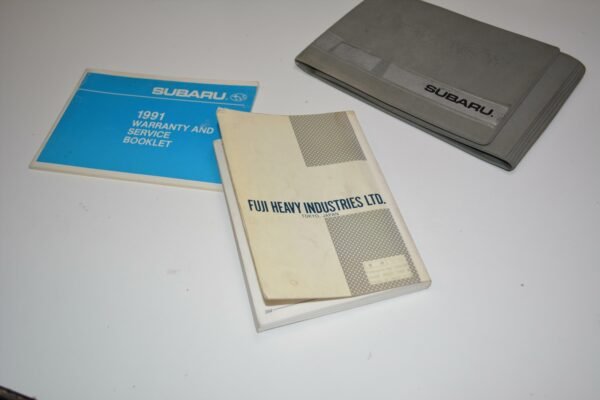 SUBARU.
1991
WARRANTY AND
SERVICE
BOOKLET
SUBARU.
FUJI HEAVY INDUSTRIES LTD.
TOKYO, JAPAN